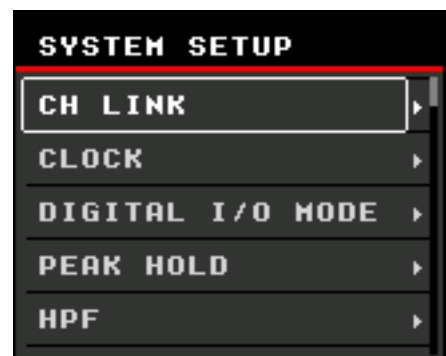 SYSTEM SETUP
CH LINK
CLOCK
DIGITAL I/O MODE
PEAK HOLD
HPF